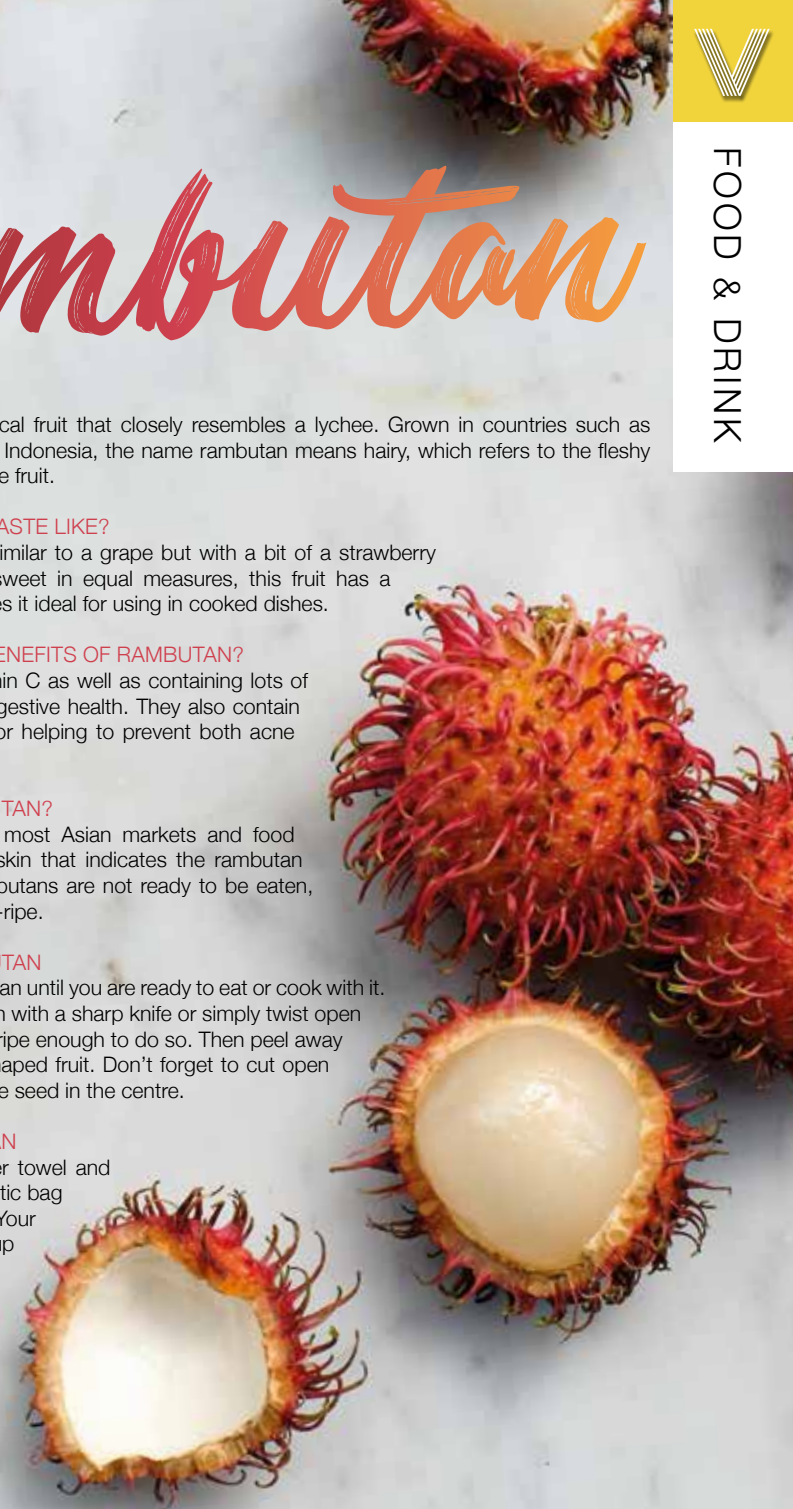 V
FOOD & DRINK
mbutan
cal fruit that closely resembles a lychee. Grown in countries such as
Indonesia, the name rambutan means hairy, which refers to the fleshy
e fruit.
ASTE LIKE?
imilar to a grape but with a bit of a strawberry
sweet in equal measures, this fruit has a
es it ideal for using in cooked dishes.
ENEFITS OF RAMBUTAN?
in C as well as containing lots of
gestive health. They also contain
or helping to prevent both acne
TAN?
most Asian markets and food
skin that indicates the rambutan
butans are not ready to be eaten,
-ripe.
UTAN
an until you are ready to eat or cook with it.
n with a sharp knife or simply twist open
ripe enough to do so. Then peel away
haped fruit. Don’t forget to cut open
e seed in the centre.
AN
er towel and
tic bag
Your
up